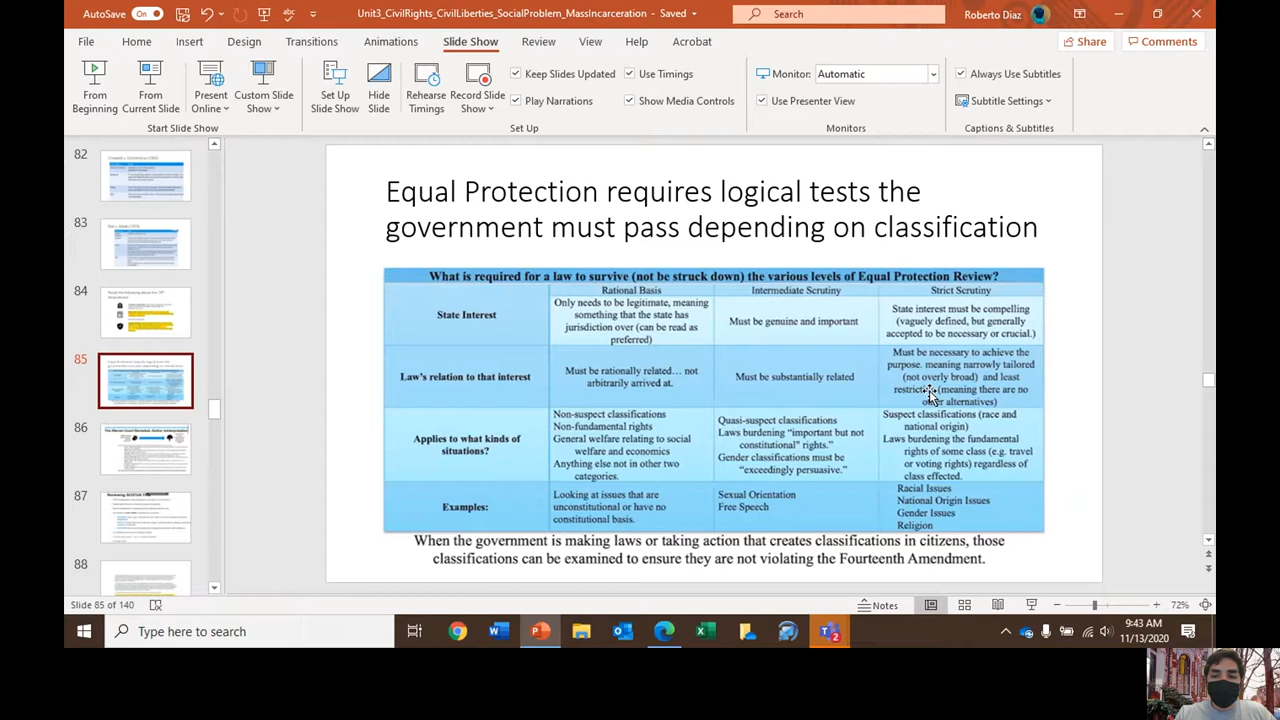 AutoSave On Unit3_CivilRights_CivilLiberties_SocialProblem_MassIncarceration - Saved Search Roberto Diaz
File Home Insert Design Transitions Animations Slide Show Review View Help Acrobat Share Comments
From Beginning
From Current Slide
Present Online
Custom Slide Show
Start Slide Show
Set Up Slide Show
Hide Slide
Rehearse Timings
Record Slide Show
Keep Slides Updated
Play Narrations
Use Timings
Show Media Controls
Set Up
Monitor: Automatic
Use Presenter View
Monitors
Always Use Subtitles
Subtitle Settings
Captions & Subtitles
82
83
84
85
86
87
88
Equal Protection requires logical tests the
government must pass depending on classification
What is required for a law to survive (not be struck down) the various levels of Equal Protection Review?
Rational Basis Intermediate Scrutiny Strict Scrutiny
State Interest
Only needs to be legitimate, meaning
something that the state has
jurisdiction over (can be read as
preferred)
Must be genuine and important
State interest must be compelling
(vaguely defined, but generally
accepted to be necessary or crucial.)
Law's relation to that interest
Must be rationally related… not
arbitrarily arrived at.
Must be substantially related
Must be necessary to achieve the
purpose. meaning narrowly tailored
(not overly broad) and least
(meaning there are no
alternatives)
Applies to what kinds of
situations?
Non-suspect classifications
Non-fundamental rights
General welfare relating to social
welfare and economics
Anything else not in other two
categories.
Quasi-suspect classifications
Laws burdening "important but not
constitutional" rights."
Gender classifications must be
"exceedingly persuasive."
Suspect classifications (race and
national origin)
Laws burdening the fundamental
rights of some class (e.g. travel
or voting rights) regardless of
class effected.
Examples:
Looking at issues that are
unconstitutional or have no
constitutional basis.
Sexual Orientation
Free Speech
Racial Issues
National Origin Issues
Gender Issues
Religion
When the government is making laws or taking action that creates classifications in citizens, those
classifications can be examined to ensure they are not violating the Fourteenth Amendment.
Slide 85 of 140 Notes 72%
Type here to search
9:43 AM
11/13/2020